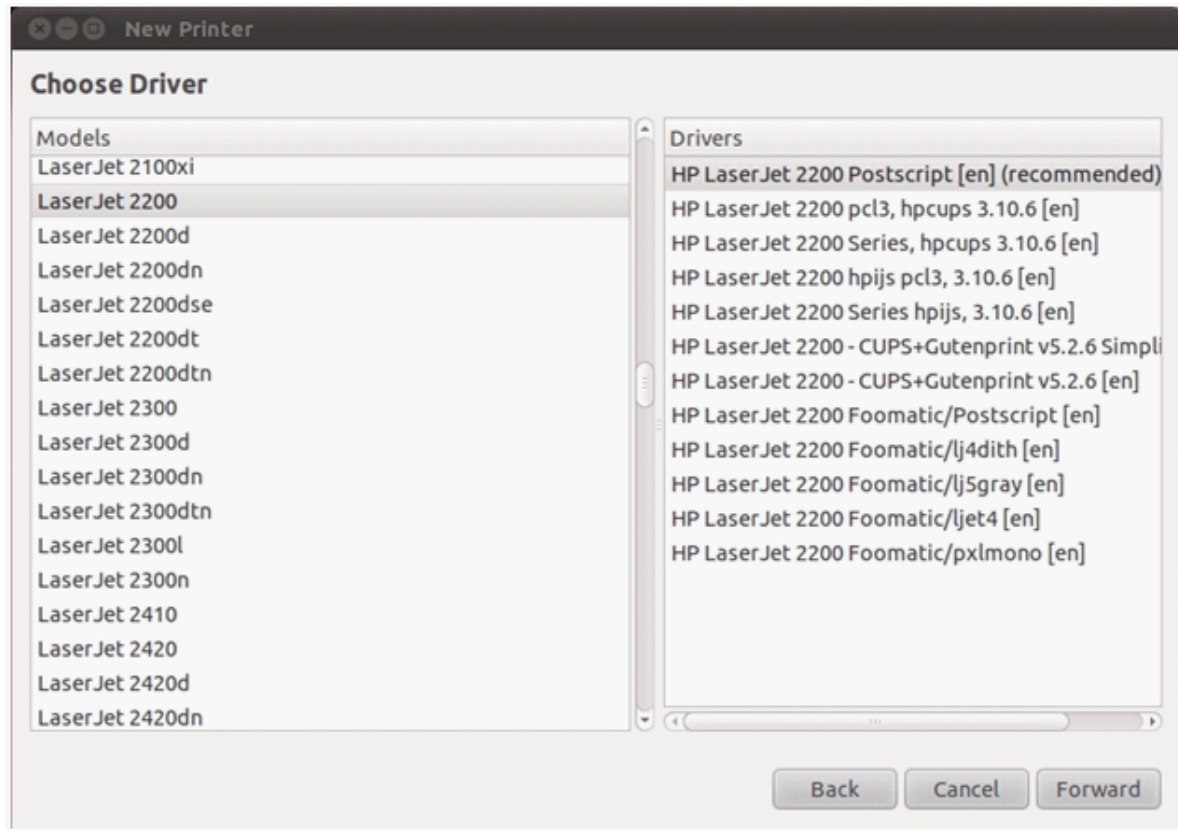 New Printer
Choose Driver
Models
LaserJet 2100xi
LaserJet 2200
LaserJet 2200d
LaserJet 2200dn
LaserJet 2200dse
LaserJet 2200dt
LaserJet 2200dtn
LaserJet 2300
LaserJet 2300d
LaserJet 2300dn
LaserJet 2300dtn
LaserJet 2300l
LaserJet 2300n
LaserJet 2410
LaserJet 2420
LaserJet 2420d
LaserJet 2420dn
Drivers
HP LaserJet 2200 Postscript [en] (recommended)
HP LaserJet 2200 pcl3, hpcups 3.10.6 [en]
HP LaserJet 2200 Series, hpcups 3.10.6 [en]
HP LaserJet 2200 hpijs pcl3, 3.10.6 [en]
HP LaserJet 2200 Series hpijs, 3.10.6 [en]
HP LaserJet 2200 - CUPS+Gutenprint v5.2.6 Simpli
HP LaserJet 2200 - CUPS+Gutenprint v5.2.6 [en]
HP LaserJet 2200 Foomatic/Postscript [en]
HP LaserJet 2200 Foomatic/lj4dith [en]
HP LaserJet 2200 Foomatic/lj5gray [en]
HP LaserJet 2200 Foomatic/ljet4 [en]
HP LaserJet 2200 Foomatic/pxlmono [en]
Back Cancel Forward